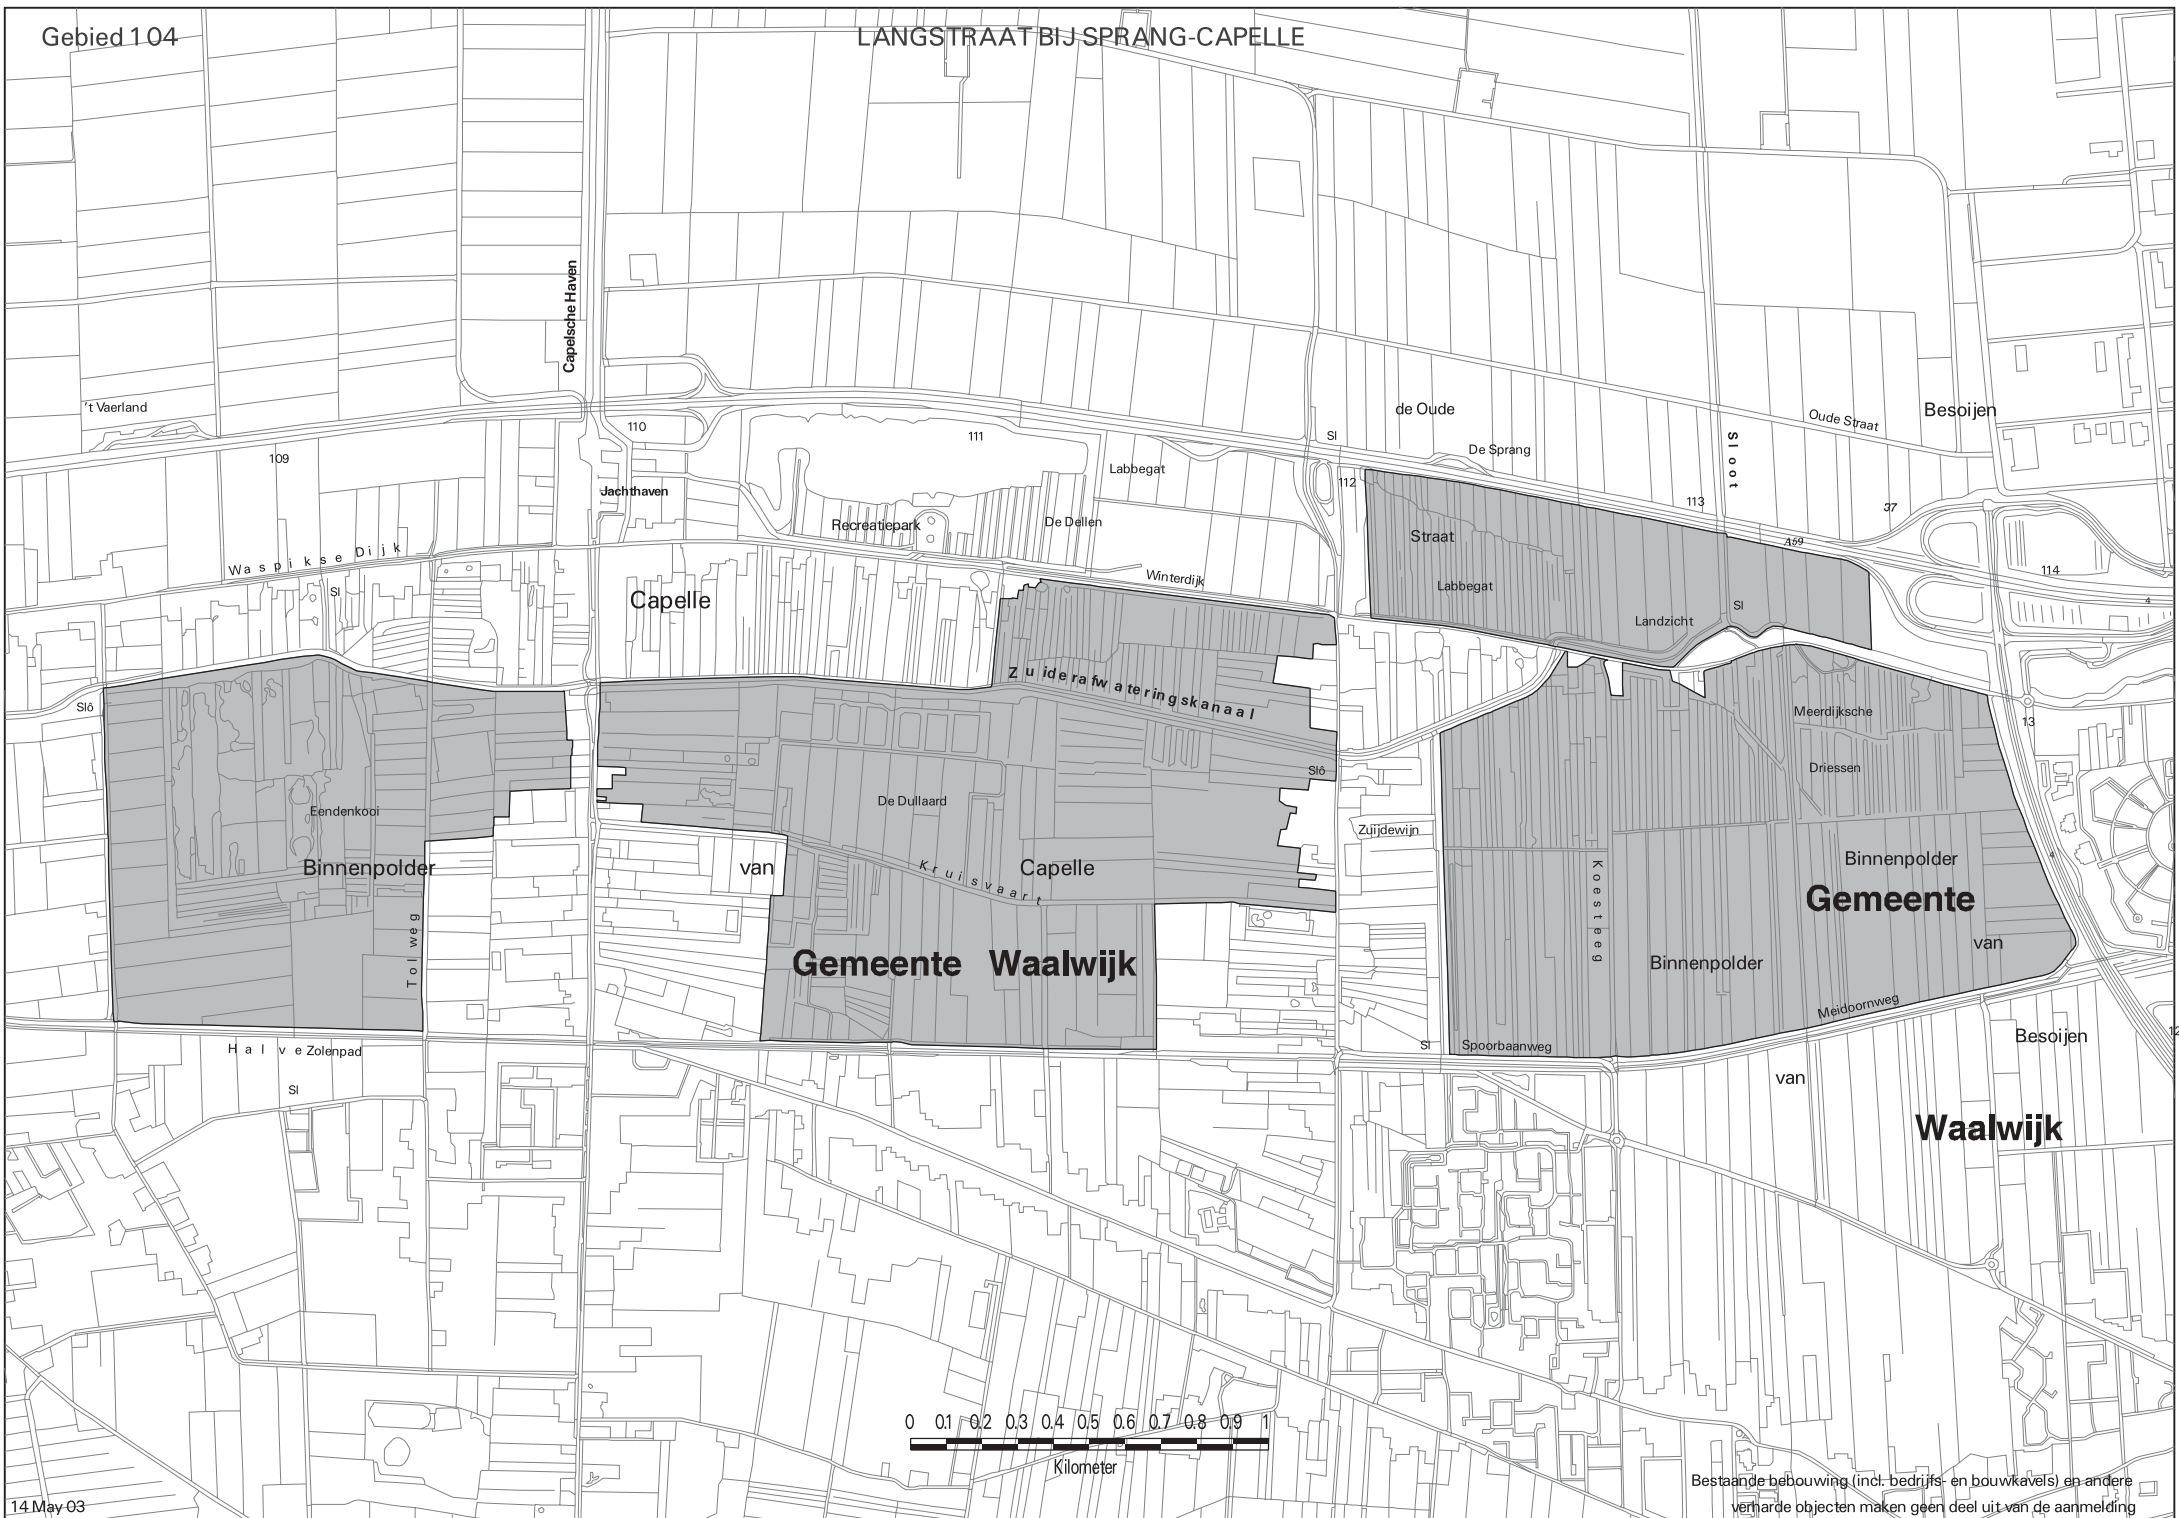 Gebied 104
LANGSTRAAT BIJ SPRANG-CAPELLE
Capelsche Haven
't Vaerland
de Oude
Besoijen
Oude Straat
110
111
Sl
De Sprang
Sloot
109
Labbegat
112
Jachthaven
113
37
Recreatiepark
De Dellen
Straat
A59
Waspikse Dijk
Winterdijk
114
Sl
Capelle
Labbegat
Sl
4
Landzicht
Zuiderafwateringskanaal
Slô
Meerdijksche
13
Slô
Driessen
Eendenkooi
De Dullaard
Zuijdewijn
4
Binnenpolder
van
Kruisvaart
Capelle
Koesteeg
Binnenpolder
Gemeente
Tolweg
van
Gemeente Waalwijk
Binnenpolder
Meidoornweg
12
Halve Zolenpad
Sl
Spoorbaanweg
Besoijen
Sl
van
Waalwijk
0 0.1 0.2 0.3 0.4 0.5 0.6 0.7 0.8 0.9 1
Kilometer
Bestaande bebouwing (incl. bedrijfs- en bouwkavels) en andere
verharde objecten maken geen deel uit van de aanmelding
14 May 03